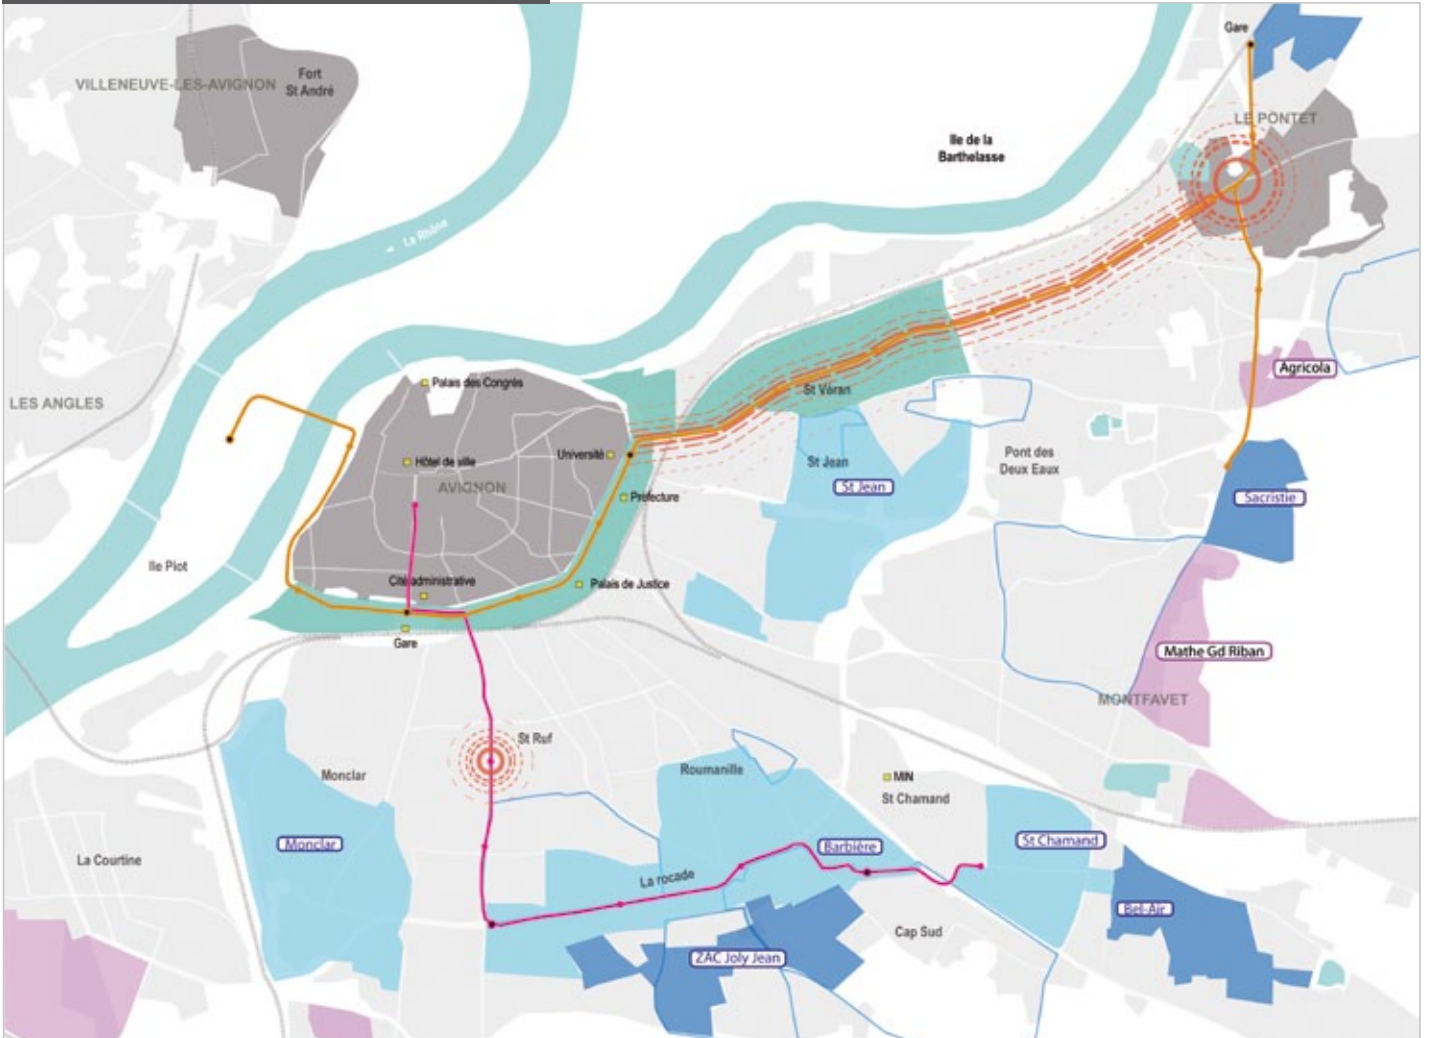 Gare
VILLENEUVE-LES-AVIGNON
Fort
St André
LE PONTET
Ile de la
Barthelasse
La Rhône
Agricola
Palais des Congrès
LES ANGLES
St Véran
Université
Hôtel de ville
AVIGNON
St Jean
Pont des
Deux Eaux
St Jean
Préfecture
Sacristie
Ile Piot
Cité administrative
Palais de Justice
Gare
Mathe Gd Riban
MONTFAVET
St Ruf
Monclar
Roumanille
MIN
St Chamand
Monclar
La Courtine
Barbière
St Chamand
La rocade
Bel-Air
Cap Sud
ZAC Joly Jean